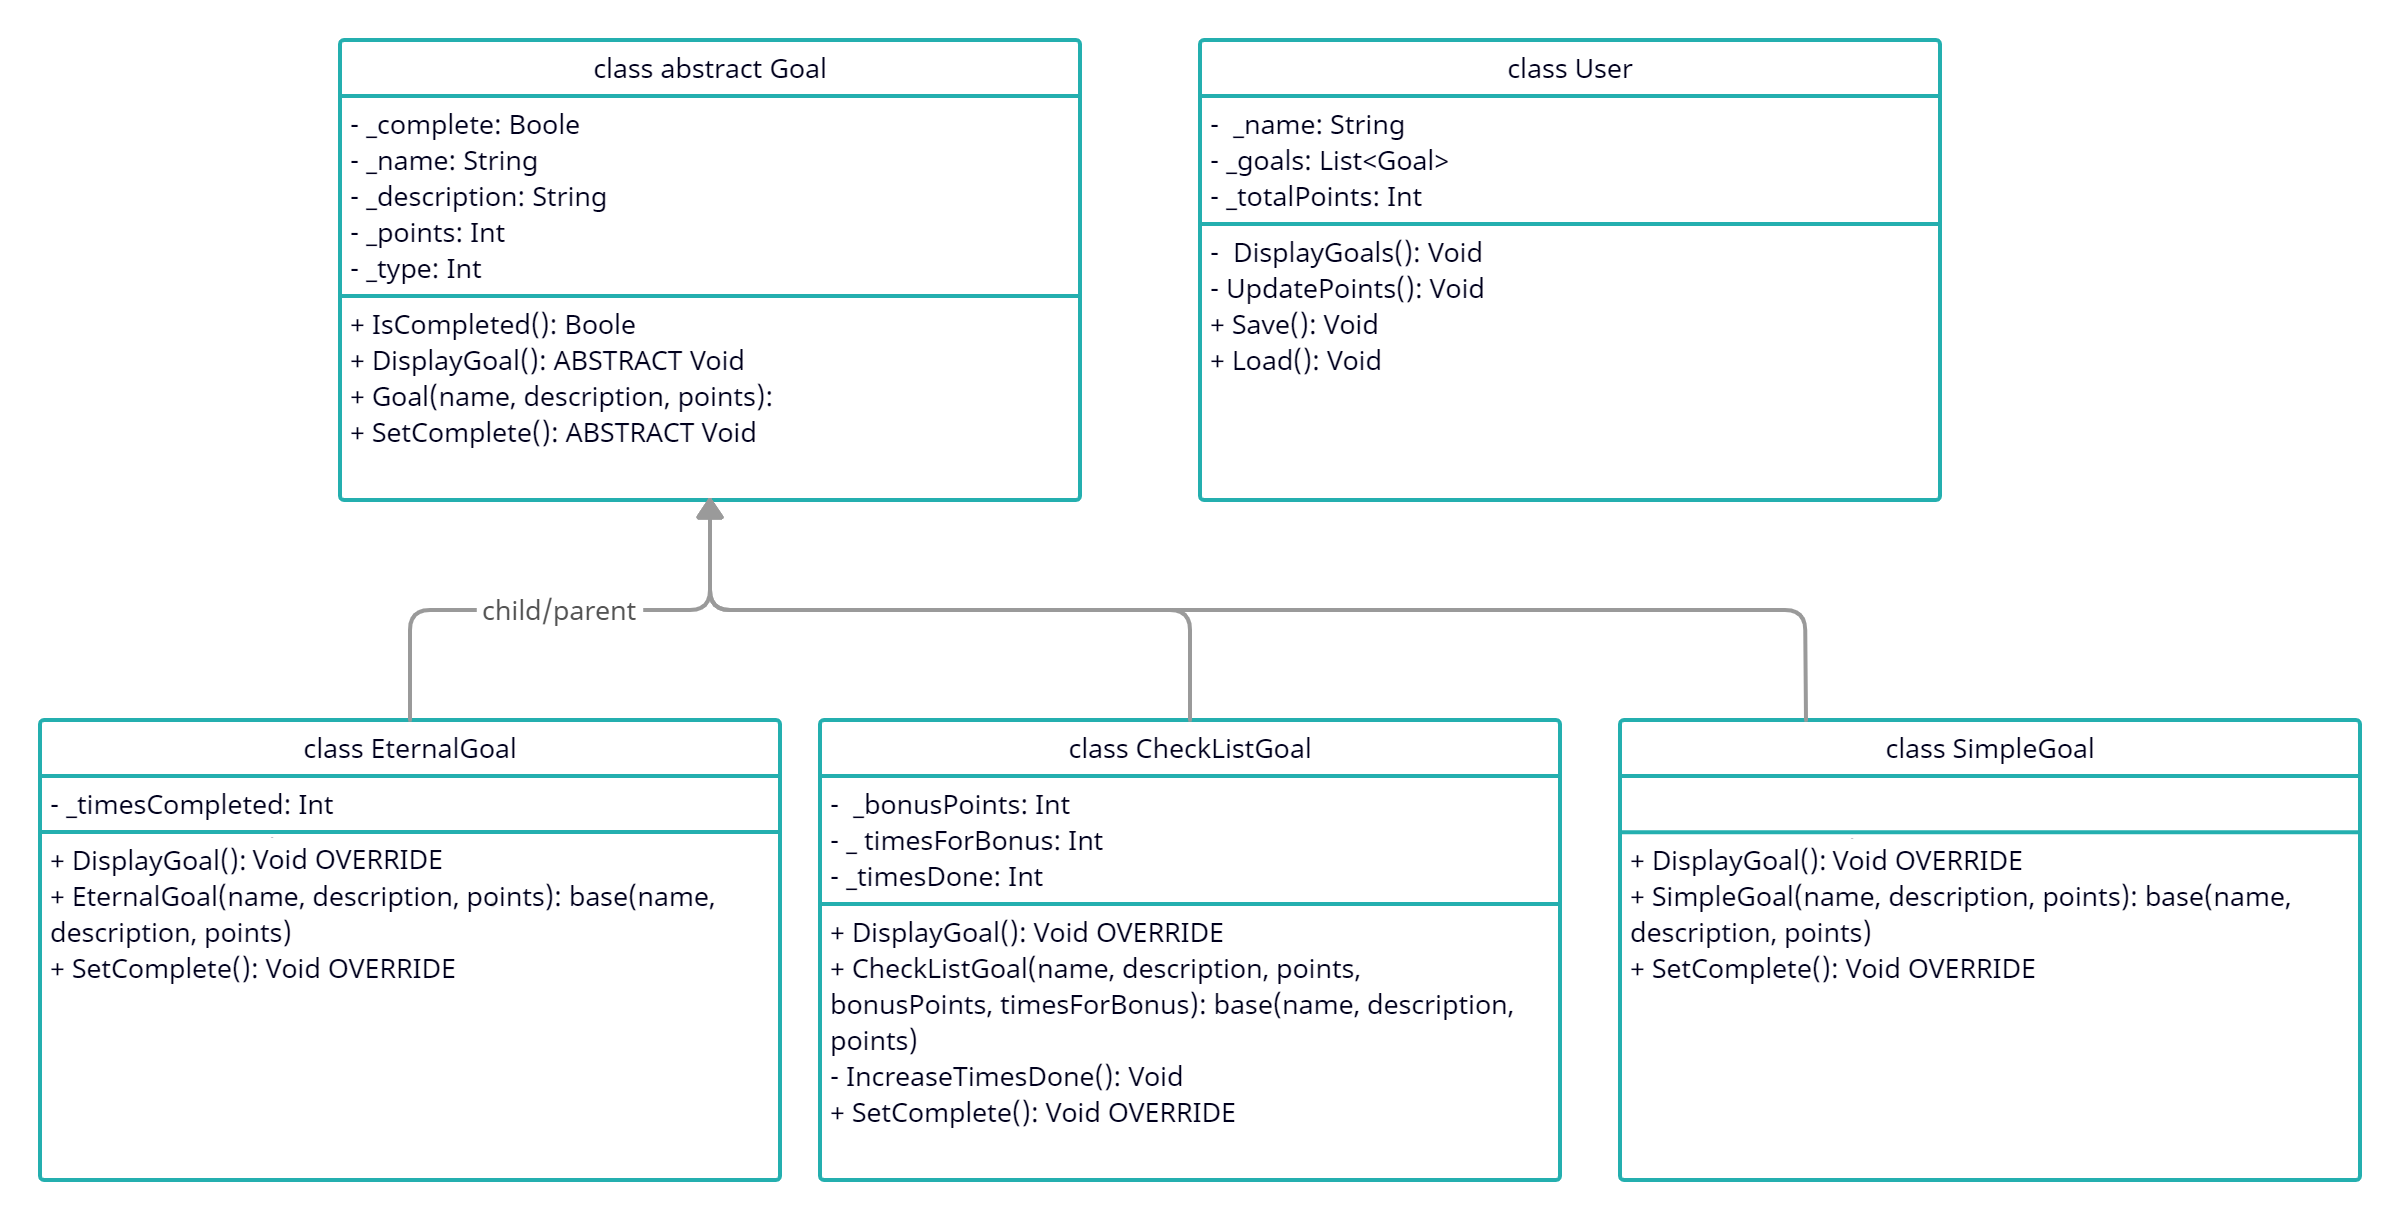 class abstract Goal
- _complete: Boole
- _name: String
- _description: String
- _points: Int
- _type: Int
+ IsCompleted(): Boole
+ DisplayGoal(): ABSTRACT Void
+ Goal(name, description, points):
+ SetComplete(): ABSTRACT Void
class User
-  _name: String
- _goals: List<Goal>
- _totalPoints: Int
-  DisplayGoals(): Void
- UpdatePoints(): Void
+ Save(): Void
+ Load(): Void
child/parent
class EternalGoal
- _timesCompleted: Int
+ DisplayGoal(): Void OVERRIDE
+ EternalGoal(name, description, points): base(name,
description, points)
+ SetComplete(): Void OVERRIDE
class CheckListGoal
-  _bonusPoints: Int
- _ timesForBonus: Int
- _timesDone: Int
+ DisplayGoal(): Void OVERRIDE
+ CheckListGoal(name, description, points,
bonusPoints, timesForBonus): base(name, description,
points)
- IncreaseTimesDone(): Void
+ SetComplete(): Void OVERRIDE
class SimpleGoal
+ DisplayGoal(): Void OVERRIDE
+ SimpleGoal(name, description, points): base(name,
description, points)
+ SetComplete(): Void OVERRIDE